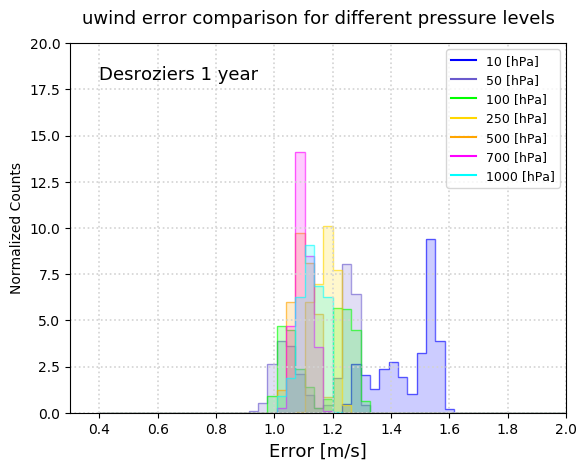 uwind error comparison for different pressure levels
Desroziers 1 year
10 [hPa]
50 [hPa]
100 [hPa]
250 [hPa]
500 [hPa]
700 [hPa]
1000 [hPa]
Normalized Counts
20.0
17.5
15.0
12.5
10.0
7.5
5.0
2.5
0.0
0.4 0.6 0.8 1.0 1.2 1.4 1.6 1.8 2.0
Error [m/s]